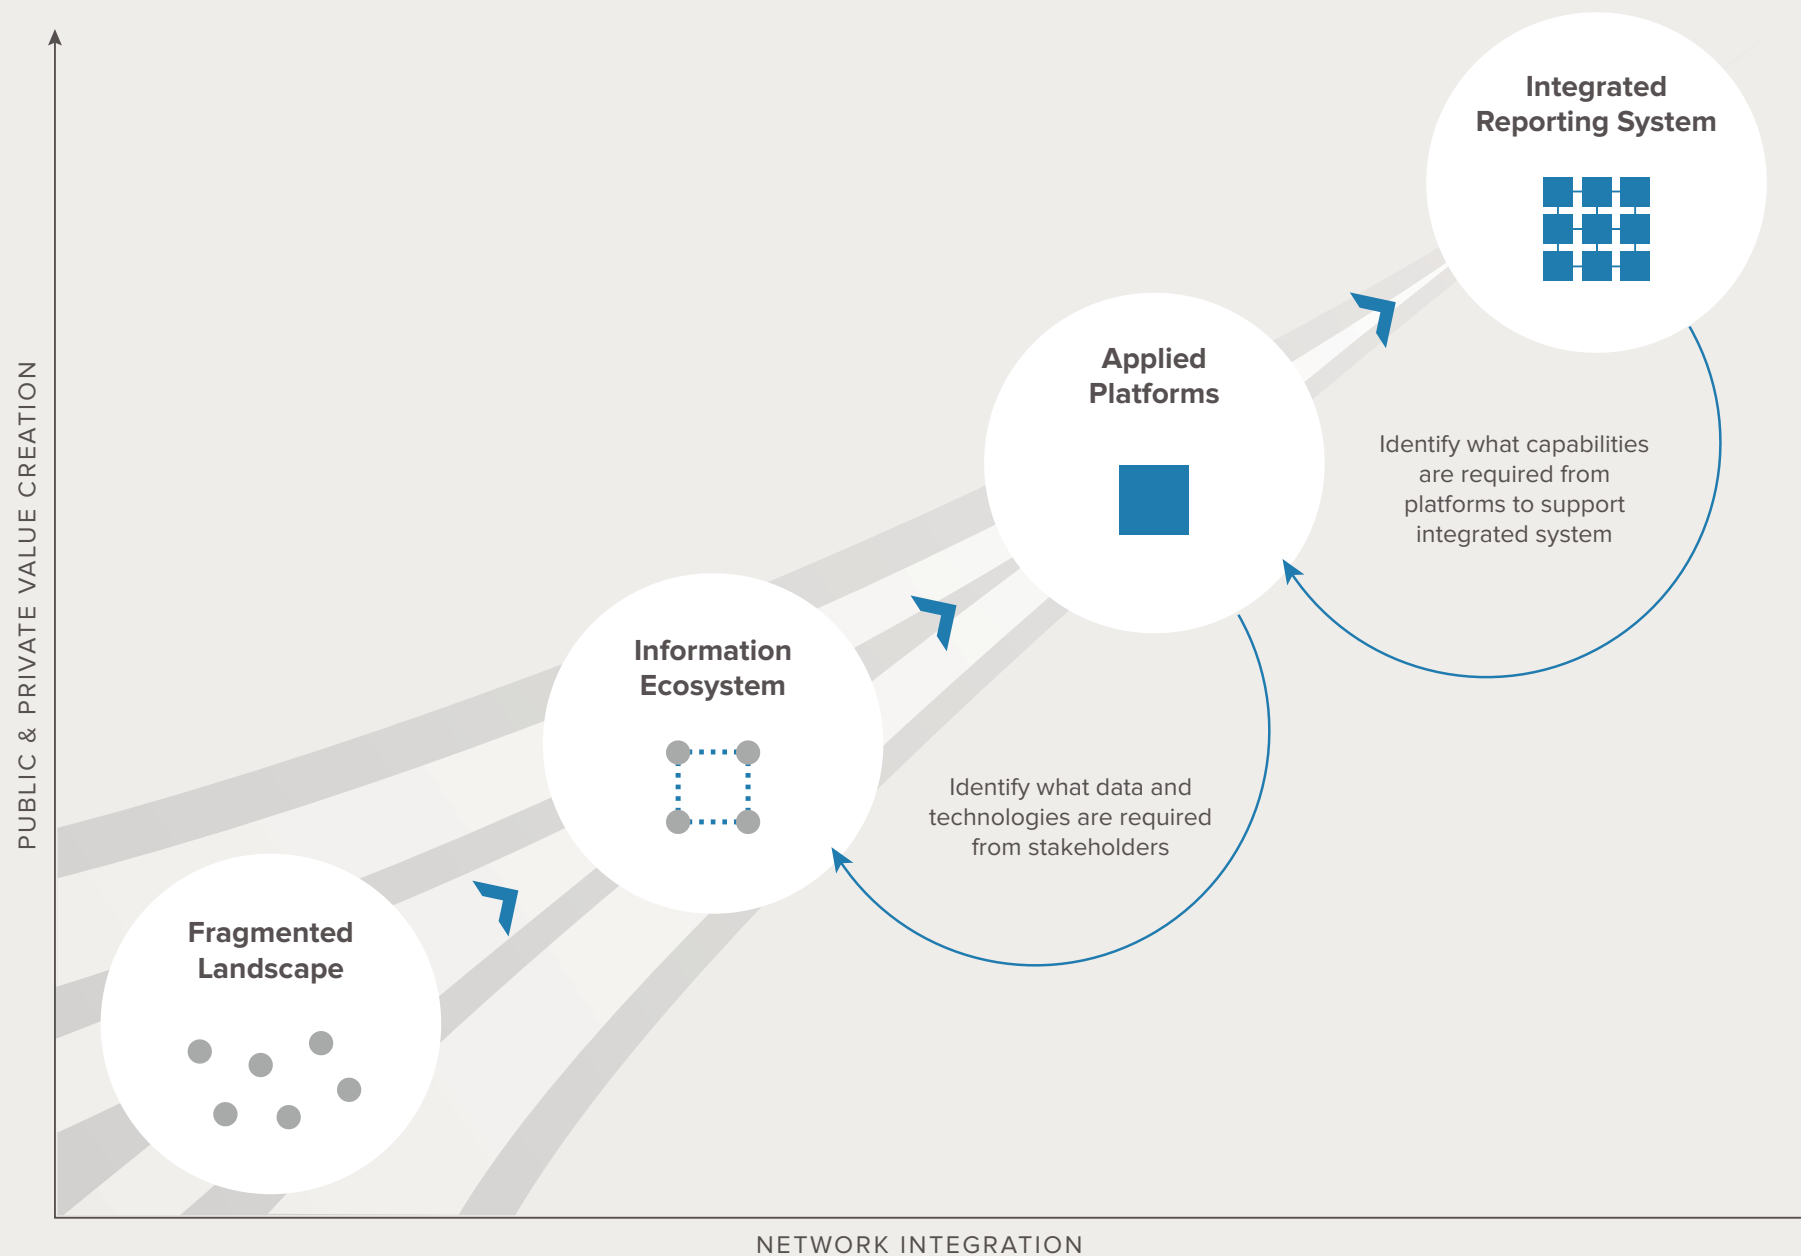 PUBLIC & PRIVATE VALUE CREATION
Integrated
Reporting System
Applied
Platforms
Identify what capabilities
are required from
platforms to support
integrated system
Information
Ecosystem
Identify what data and
technologies are required
from stakeholders
Fragmented
Landscape
NETWORK INTEGRATION